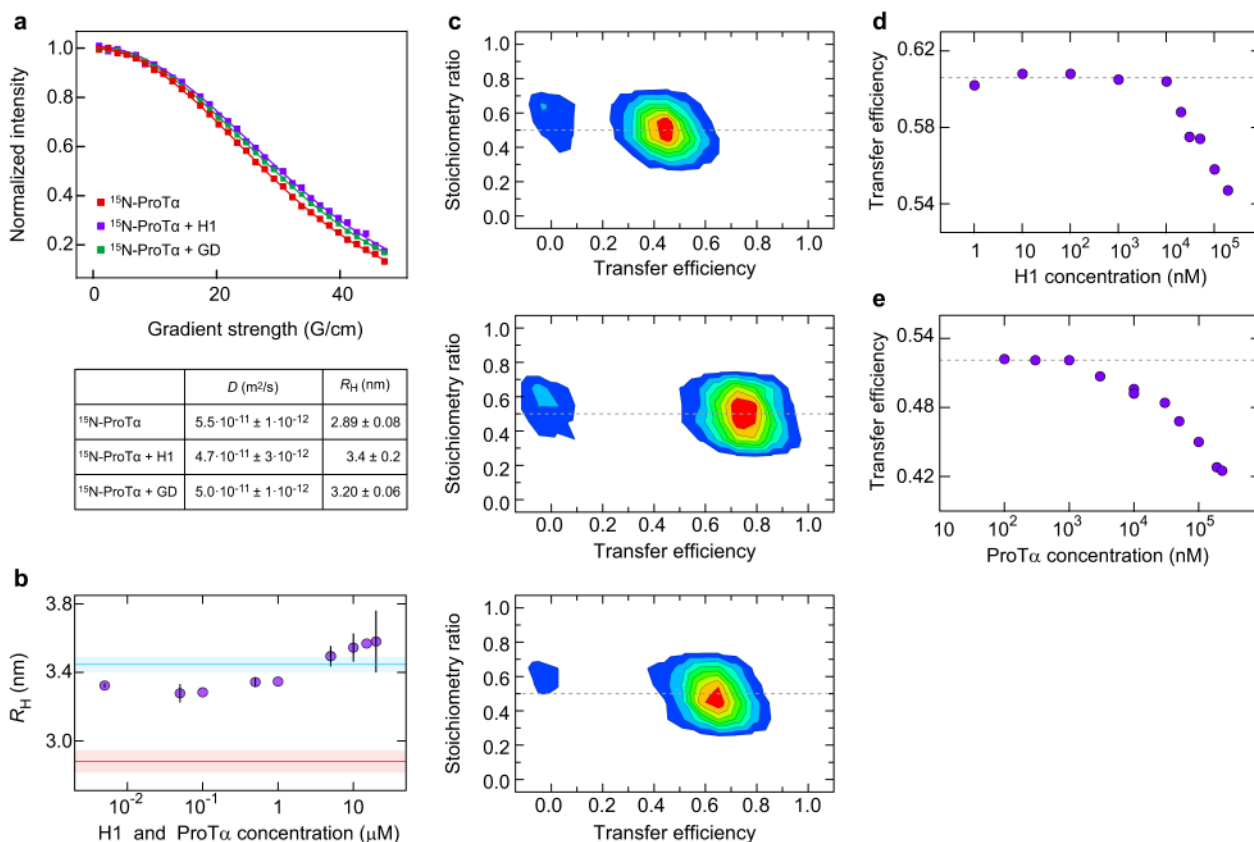 a
Normalized intensity
1.0
0.8
0.6
0.4
0.2
¹⁵N-ProTα
¹⁵N-ProTα + H1
¹⁵N-ProTα + GD
0 20 40
Gradient strength (G/cm)
D (m²/s) R_H (nm)
¹⁵N-ProTα 5.5·10⁻¹¹ ± 1·10⁻¹² 2.89 ± 0.08
¹⁵N-ProTα + H1 4.7·10⁻¹¹ ± 3·10⁻¹² 3.4 ± 0.2
¹⁵N-ProTα + GD 5.0·10⁻¹¹ ± 1·10⁻¹² 3.20 ± 0.06
b
R_H (nm)
3.8
3.4
3.0
10⁻² 10⁻¹ 1 10
H1 and ProTα concentration (μM)
c
Stoichiometry ratio
1.0
0.8
0.6
0.4
0.2
0.0
0.0 0.2 0.4 0.6 0.8 1.0
Transfer efficiency
Stoichiometry ratio
1.0
0.8
0.6
0.4
0.2
0.0
0.0 0.2 0.4 0.6 0.8 1.0
Transfer efficiency
Stoichiometry ratio
1.0
0.8
0.6
0.4
0.2
0.0
0.0 0.2 0.4 0.6 0.8 1.0
Transfer efficiency
d
Transfer efficiency
0.62
0.58
0.54
1 10 10² 10³ 10⁴ 10⁵
H1 concentration (nM)
e
Transfer efficiency
0.54
0.48
0.42
10 10² 10³ 10⁴ 10⁵
ProTα concentration (nM)